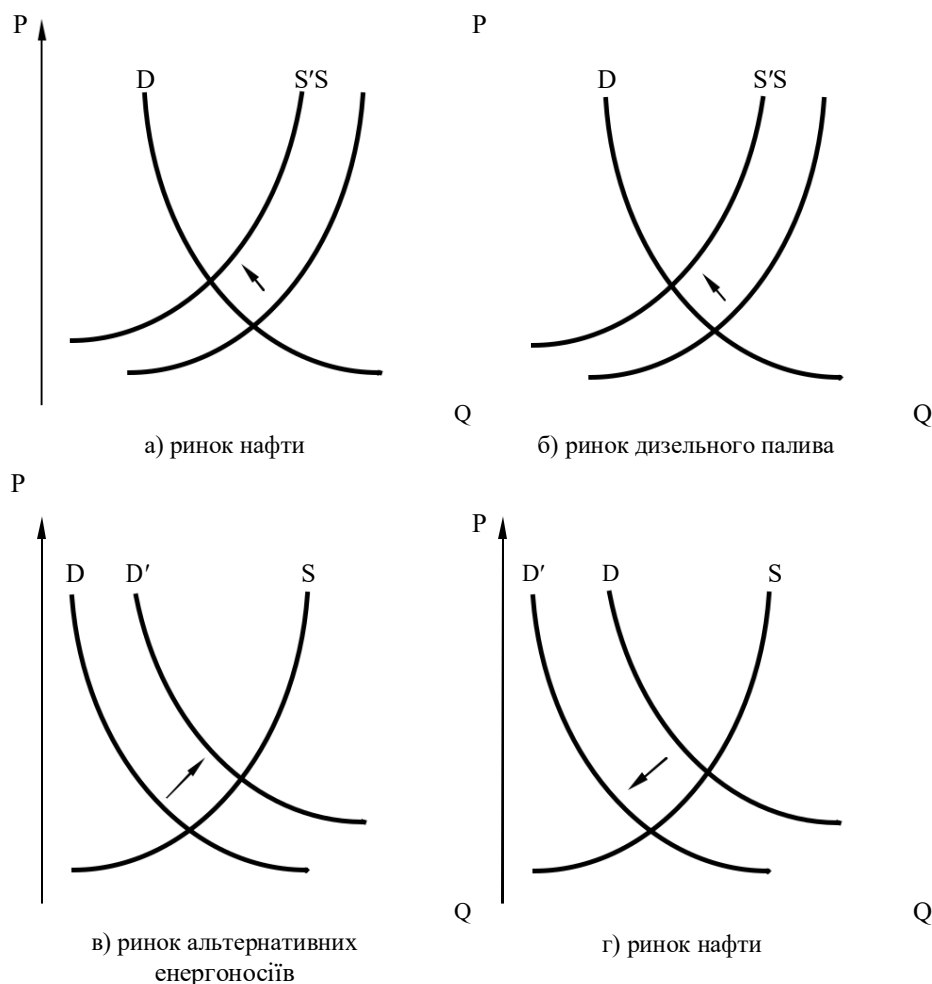 P
P
D
S′S
D
S′S
Q
Q
а) ринок нафти
б) ринок дизельного палива
P
P
D
D′
S
D′
D
S
Q
Q
в) ринок альтернативних
енергоносіїв
г) ринок нафти